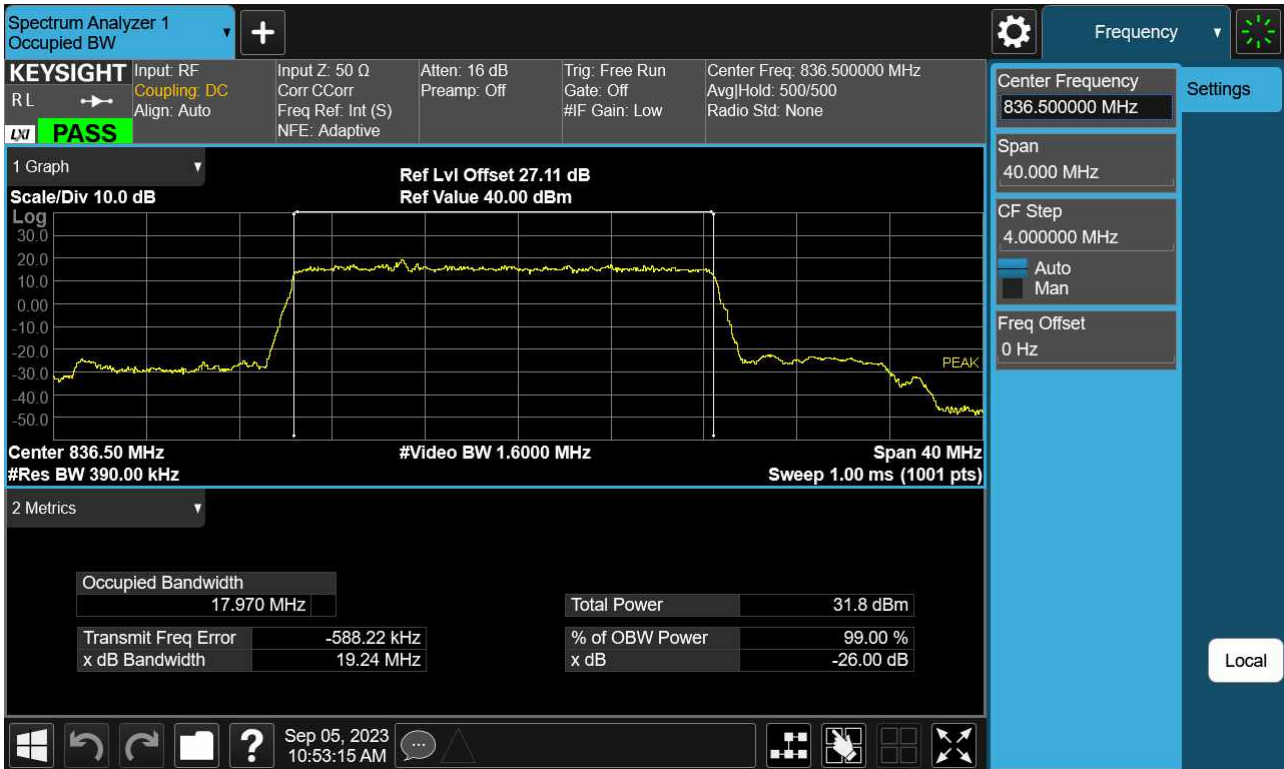 Spectrum Analyzer 1
Occupied BW
Frequency
KEYSIGHT
R L
LXI
PASS
Input: RF
Coupling: DC
Align: Auto
Input Z: 50 Ω
Corr CCorr
Freq Ref: Int (S)
NFE: Adaptive
Atten: 16 dB
Preamp: Off
Trig: Free Run
Gate: Off
#IF Gain: Low
Center Freq: 836.500000 MHz
Avg|Hold: 500/500
Radio Std: None
Center Frequency
836.500000 MHz
Settings
Span
40.000 MHz
CF Step
4.000000 MHz
Auto
Man
Freq Offset
0 Hz
Local
1 Graph
Scale/Div 10.0 dB
Ref Lvl Offset 27.11 dB
Ref Value 40.00 dBm
Log
30.0
20.0
10.0
0.00
-10.0
-20.0
-30.0
-40.0
-50.0
PEAK
Center 836.50 MHz
#Video BW 1.6000 MHz
Span 40 MHz
#Res BW 390.00 kHz
Sweep 1.00 ms (1001 pts)
2 Metrics
Occupied Bandwidth
17.970 MHz
Total Power 31.8 dBm
Transmit Freq Error -588.22 kHz
% of OBW Power 99.00 %
x dB Bandwidth 19.24 MHz
x dB -26.00 dB
?
Sep 05, 2023
10:53:15 AM